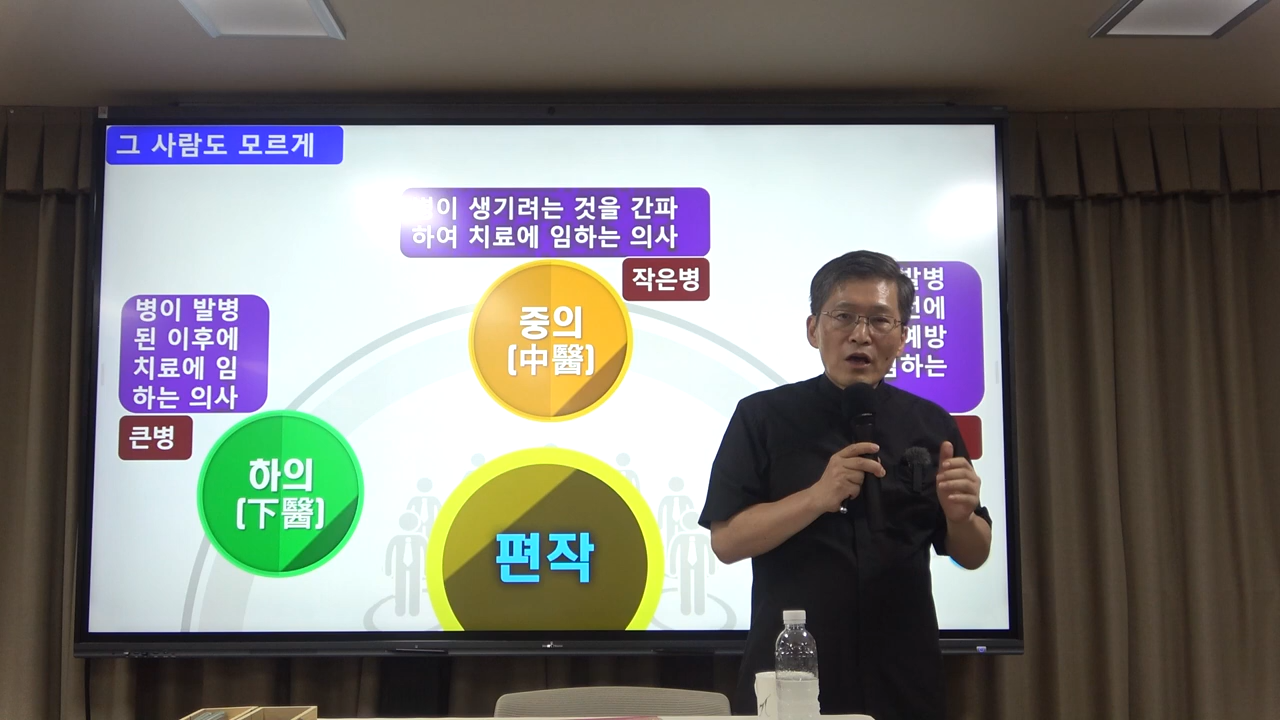 그 사람도 모르게
병이 생기려는 것을 간파
하여 치료에 임하는 의사
작은병
중의
(中醫)
병이 발병
된 이후에
치료에 임
하는 의사
큰병
하의
(下醫)
편작
발병
전에
예방
임하는